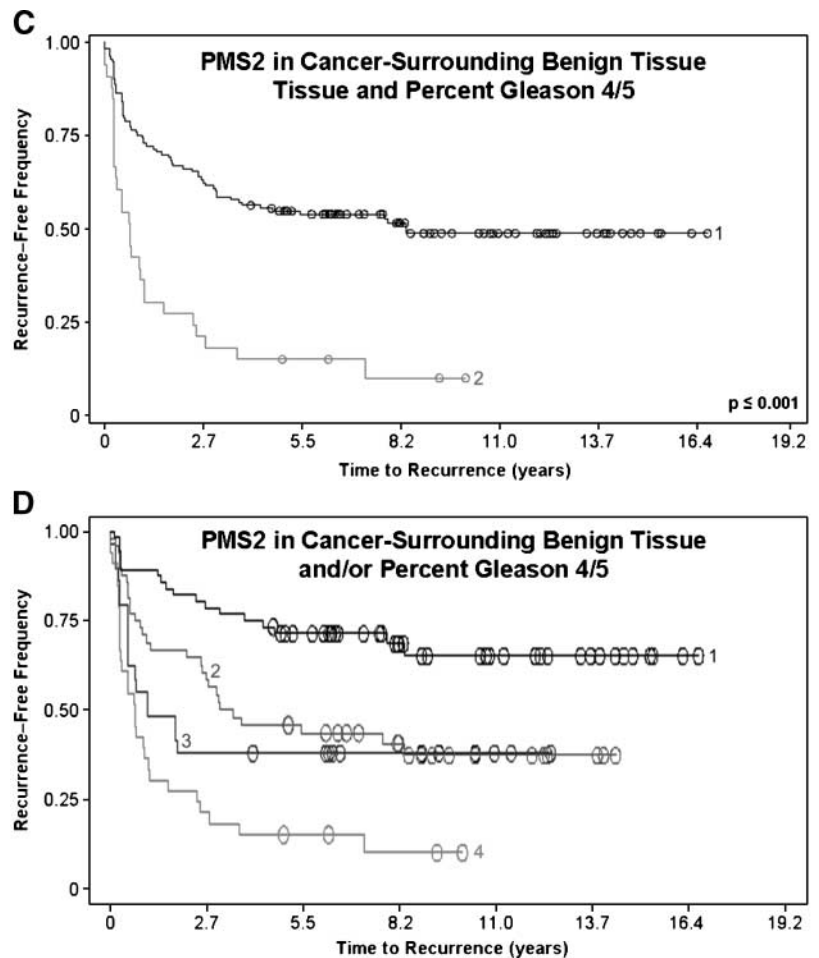 C
PMS2 in Cancer-Surrounding Benign Tissue
Tissue and Percent Gleason 4/5
Recurrence-Free Frequency
1.00
0.75
0.50
0.25
0
1
2
p ≤ 0.001
0 2.7 5.5 8.2 11.0 13.7 16.4 19.2
Time to Recurrence (years)
D
PMS2 in Cancer-Surrounding Benign Tissue
and/or Percent Gleason 4/5
Recurrence-Free Frequency
1.00
0.75
0.50
0.25
0
1
2
3
4
0 2.7 5.5 8.2 11.0 13.7 16.4 19.2
Time to Recurrence (years)